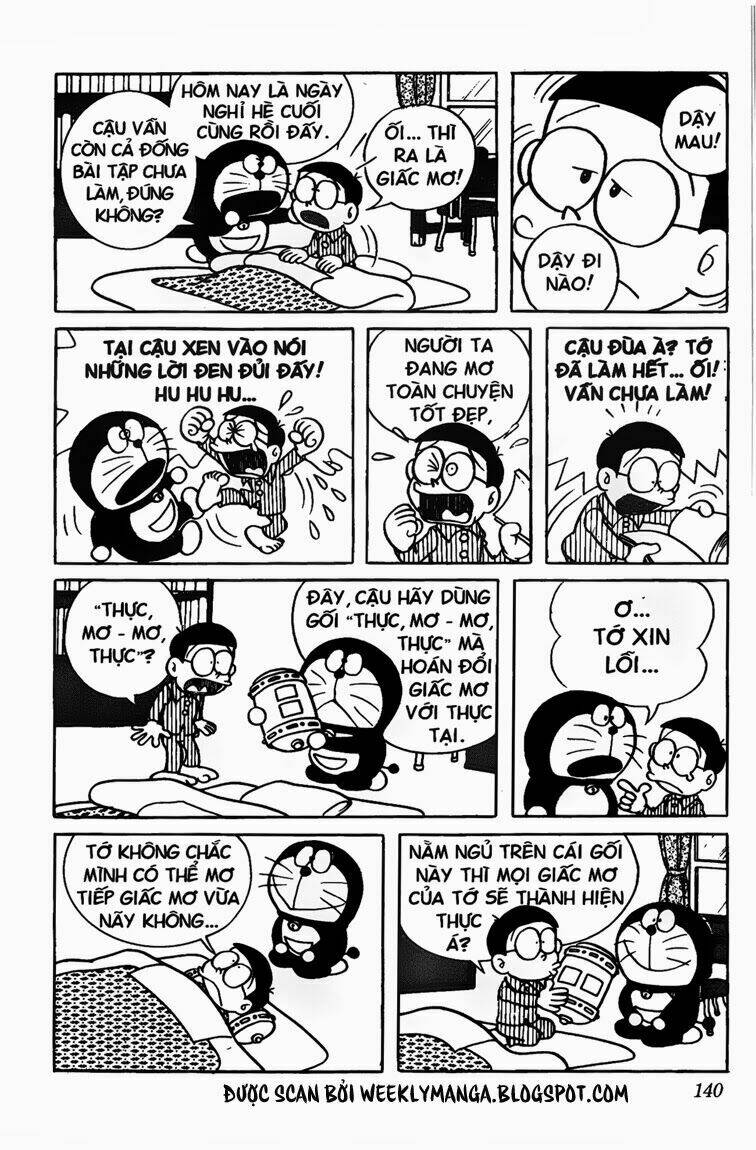 DẬY
MAU!
DẬY ĐI
NÀO!
ỐI... THÌ
RA LÀ
GIẤC MƠ!
HÔM NAY LÀ NGÀY
NGHỈ HÈ CUỐI
CÙNG RỒI ĐẤY.
CẬU VẪN
CÒN CẢ ĐỐNG
BÀI TẬP CHƯA
LÀM, ĐÚNG
KHÔNG?
CẬU ĐÙA À? TỚ
ĐÃ LÀM HẾT... ỐI!
VẪN CHƯA LÀM!
NGƯỜI TA
ĐANG MƠ
TOÀN CHUYỆN
TỐT ĐẸP,
TẠI CẬU XEN VÀO NÓI
NHỮNG LỜI ĐEN ĐỦI ĐẤY!
HU HU HU...
Ơ...
TỚ XIN
LỖI...
ĐÂY, CẬU HÃY DÙNG
GỐI "THỰC, MƠ - MƠ,
THỰC" MÀ
HOÁN ĐỔI
GIẤC MƠ
VỚI THỰC
TẠI.
"THỰC,
MƠ - MƠ,
THỰC"?
NẰM NGỦ TRÊN CÁI GỐI
NÀY THÌ MỌI GIẤC MƠ
CỦA TỚ SẼ THÀNH HIỆN
THỰC
Á?
TỚ KHÔNG CHẮC
MÌNH CÓ THỂ MƠ
TIẾP GIẤC MƠ VỪA
NÃY KHÔNG...
ĐƯỢC SCAN BỞI WEEKLYMANGA.BLOGSPOT.COM
140